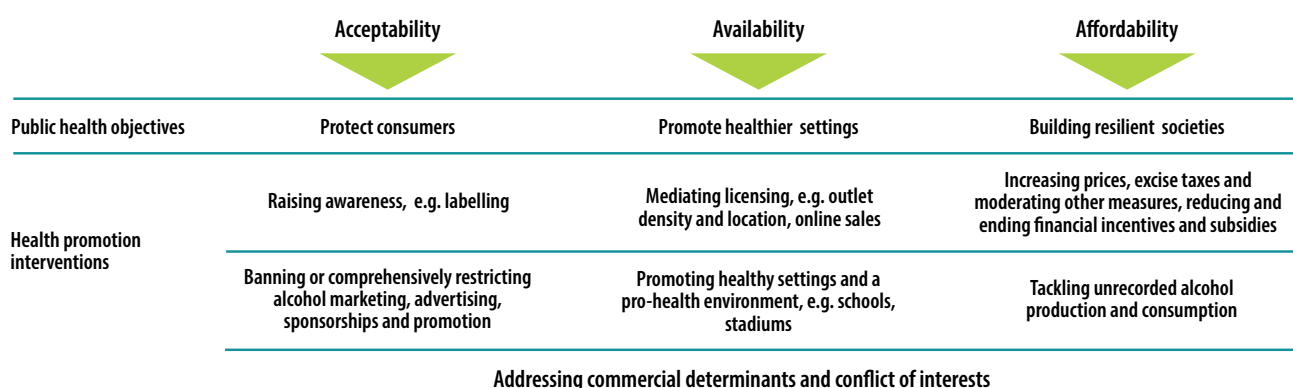 Acceptability
Availability
Affordability
Public health objectives
Protect consumers
Promote healthier settings
Building resilient societies
Health promotion
interventions
Raising awareness, e.g. labelling
Mediating licensing, e.g. outlet
density and location, online sales
Increasing prices, excise taxes and
moderating other measures, reducing and
ending financial incentives and subsidies
Banning or comprehensively restricting
alcohol marketing, advertising,
sponsorships and promotion
Promoting healthy settings and a
pro-health environment, e.g. schools,
stadiums
Tackling unrecorded alcohol
production and consumption
Addressing commercial determinants and conflict of interests